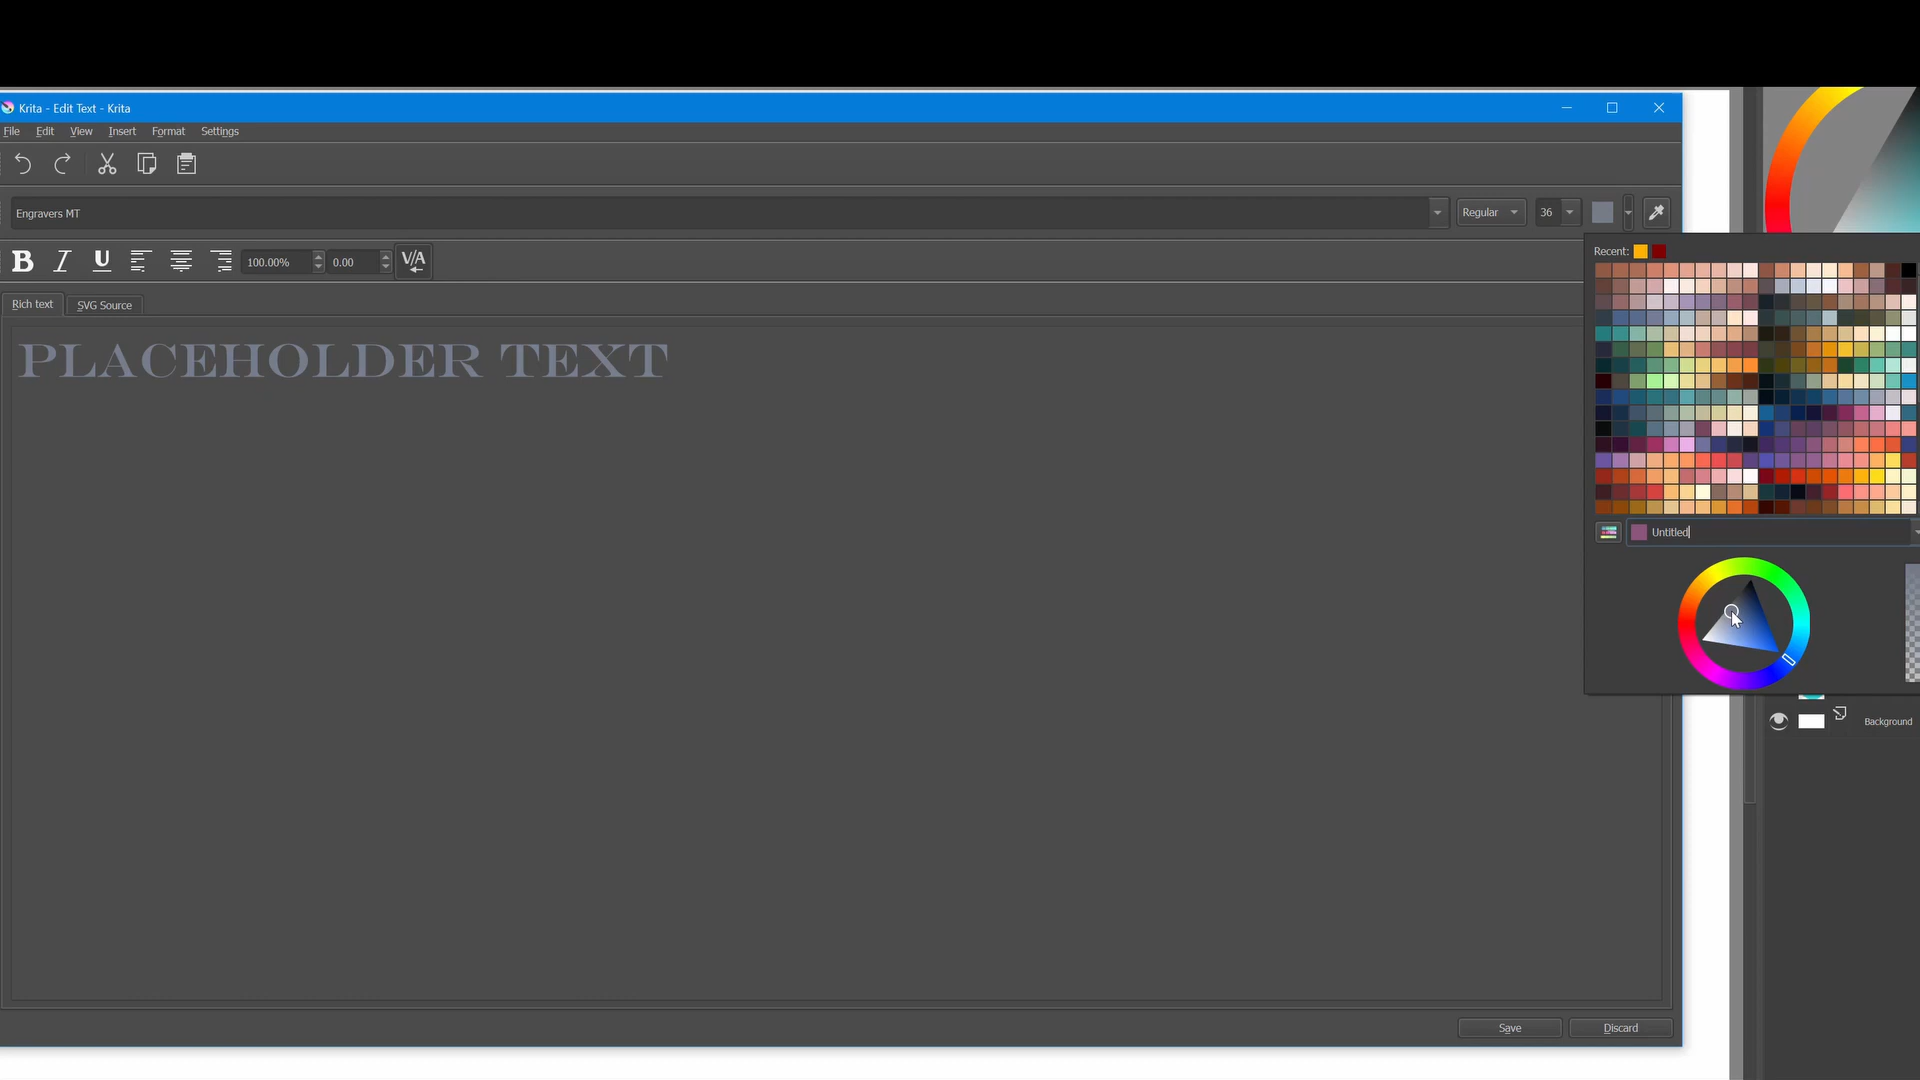 Krita - Edit Text - Krita
File Edit View Insert Format Settings
Engravers MT Regular 36
100.00% 0.00 V/A
Recent:
Rich text SVG Source
PLACEHOLDER TEXT
Untitled
Background
Save Discard